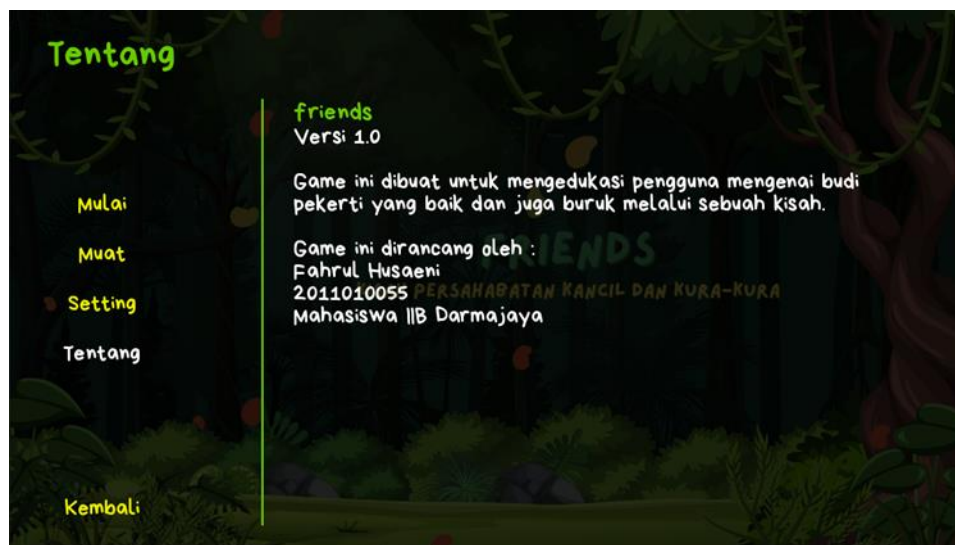 Tentang
Mulai
Muat
Setting
Tentang
Kembali
friends
Versi 1.0
Game ini dibuat untuk mengedukasi pengguna mengenai budi
pekerti yang baik dan juga buruk melalui sebuah kisah.
Game ini dirancang oleh :
Fahrul Husaeni
2011010055
Mahasiswa IIB Darmajaya
FRIENDS
PERSAHABATAN KANCIL DAN KURA-KURA